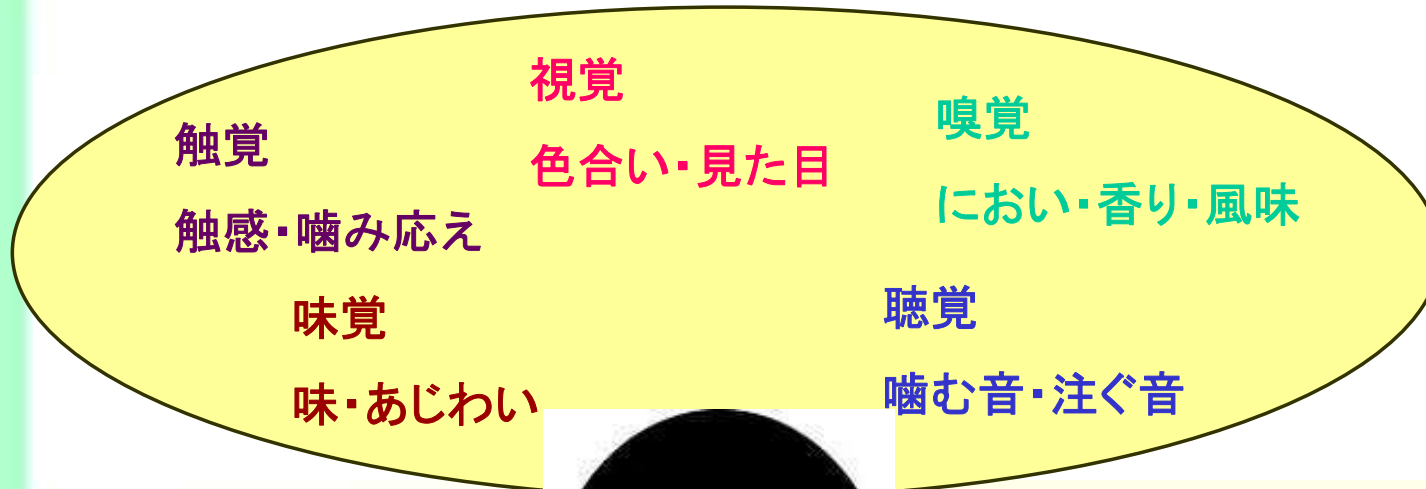 視覚
色合い・見た目
触覚
触感・噛み応え
嗅覚
におい・香り・風味
味覚
味・あじわい
聴覚
噛む音・注ぐ音